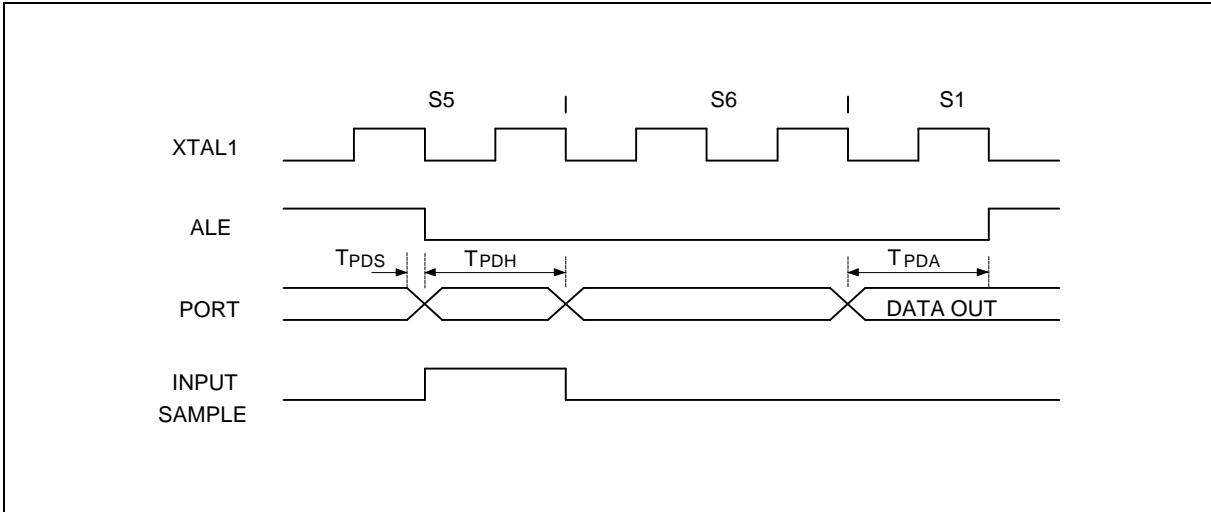 S5 | S6 | S1
XTAL1
ALE
TPDS TPDH TPDA
PORT DATA OUT
INPUT
SAMPLE